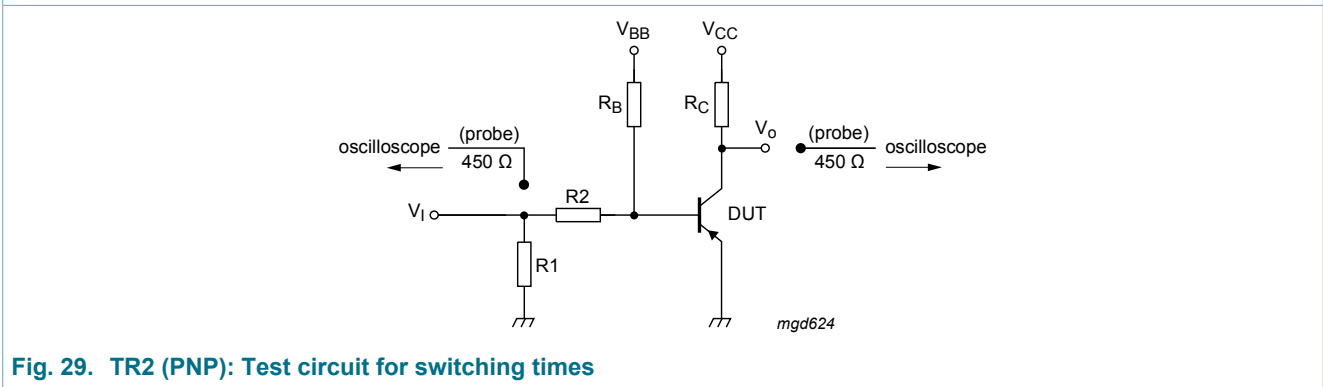 VBB
VCC
RB
RC
Vo
(probe)
oscilloscope
450 Ω
(probe)
oscilloscope
450 Ω
R2
VI
DUT
R1
mgd624
Fig. 29. TR2 (PNP): Test circuit for switching times